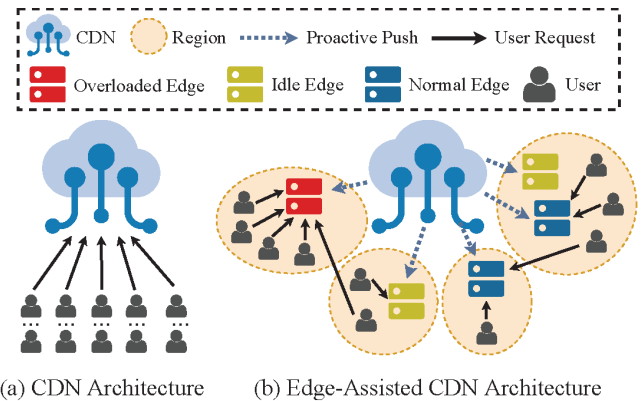 CDN Region Proactive Push User Request
Overloaded Edge Idle Edge Normal Edge User
... ... ... ... ...
(a) CDN Architecture (b) Edge-Assisted CDN Architecture